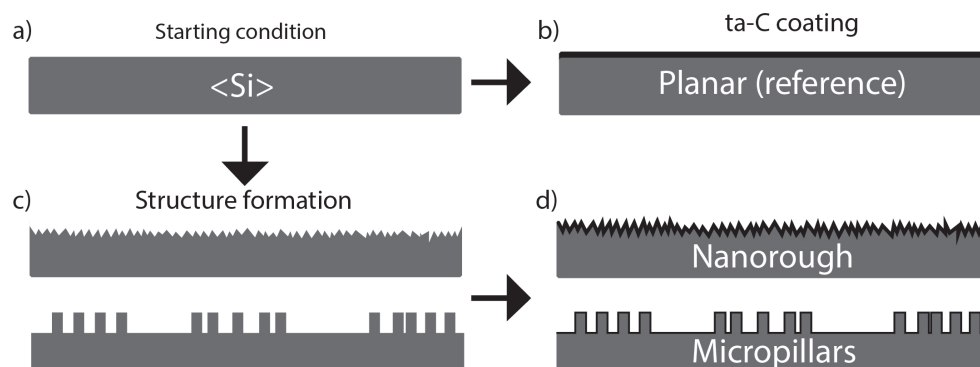 a)
Starting condition
<Si>
b)
ta-C coating
Planar (reference)
c)
Structure formation
d)
Nanorough
Micropillars